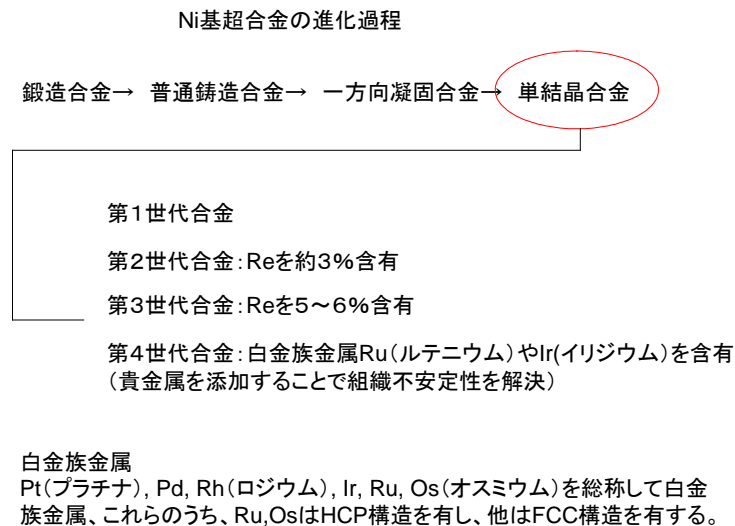 Ni基超合金の進化過程
鍛造合金→ 普通鋳造合金→ 一方向凝固合金→ 単結晶合金
第1世代合金
第2世代合金:Reを約3%含有
第3世代合金:Reを5~6%含有
第4世代合金:白金族金属Ru(ルテニウム)やIr(イリジウム)を含有
(貴金属を添加することで組織不安定性を解決)
白金族金属
Pt(プラチナ), Pd, Rh(ロジウム), Ir, Ru, Os(オスミウム)を総称して白金
族金属、これらのうち、Ru,OsはHCP構造を有し、他はFCC構造を有する。